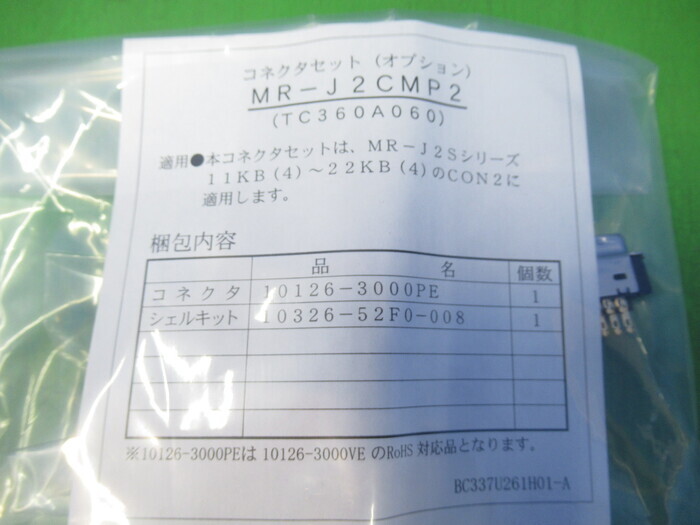 コネクタセット（オプション）
ＭＲ－Ｊ２ＣＭＰ２
（ＴＣ３６０Ａ０６０）
適用●本コネクタセットは、ＭＲ－Ｊ２Ｓシリーズ
１１ＫＢ（４）～２２ＫＢ（４）のＣＯＮ２に
適用します。
梱包内容
品 名 個数
コネクタ １０１２６－３０００ＰＥ １
シェルキット １０３２６－５２Ｆ０－００８ １
※10126-3000PEは 10126-3000VE のRoHS 対応品となります。
BC337U261H01-A